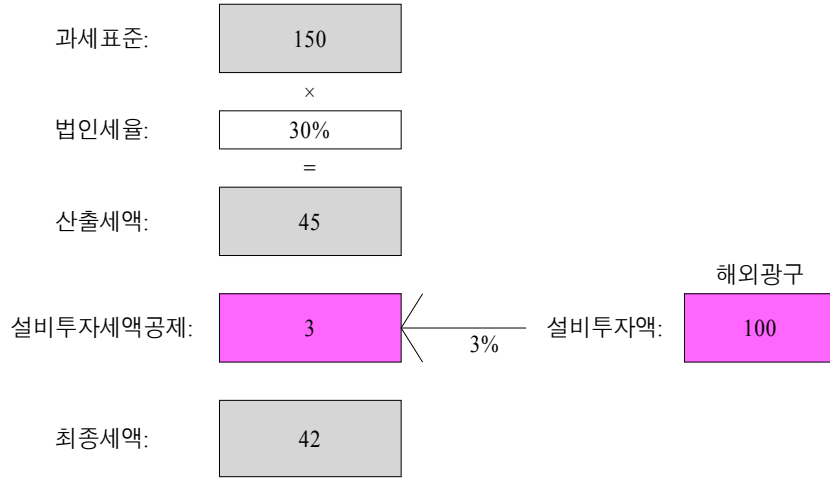 과세표준: 150
×
법인세율: 30%
=
산출세액: 45
해외광구
설비투자세액공제: 3 3% 설비투자액: 100
최종세액: 42